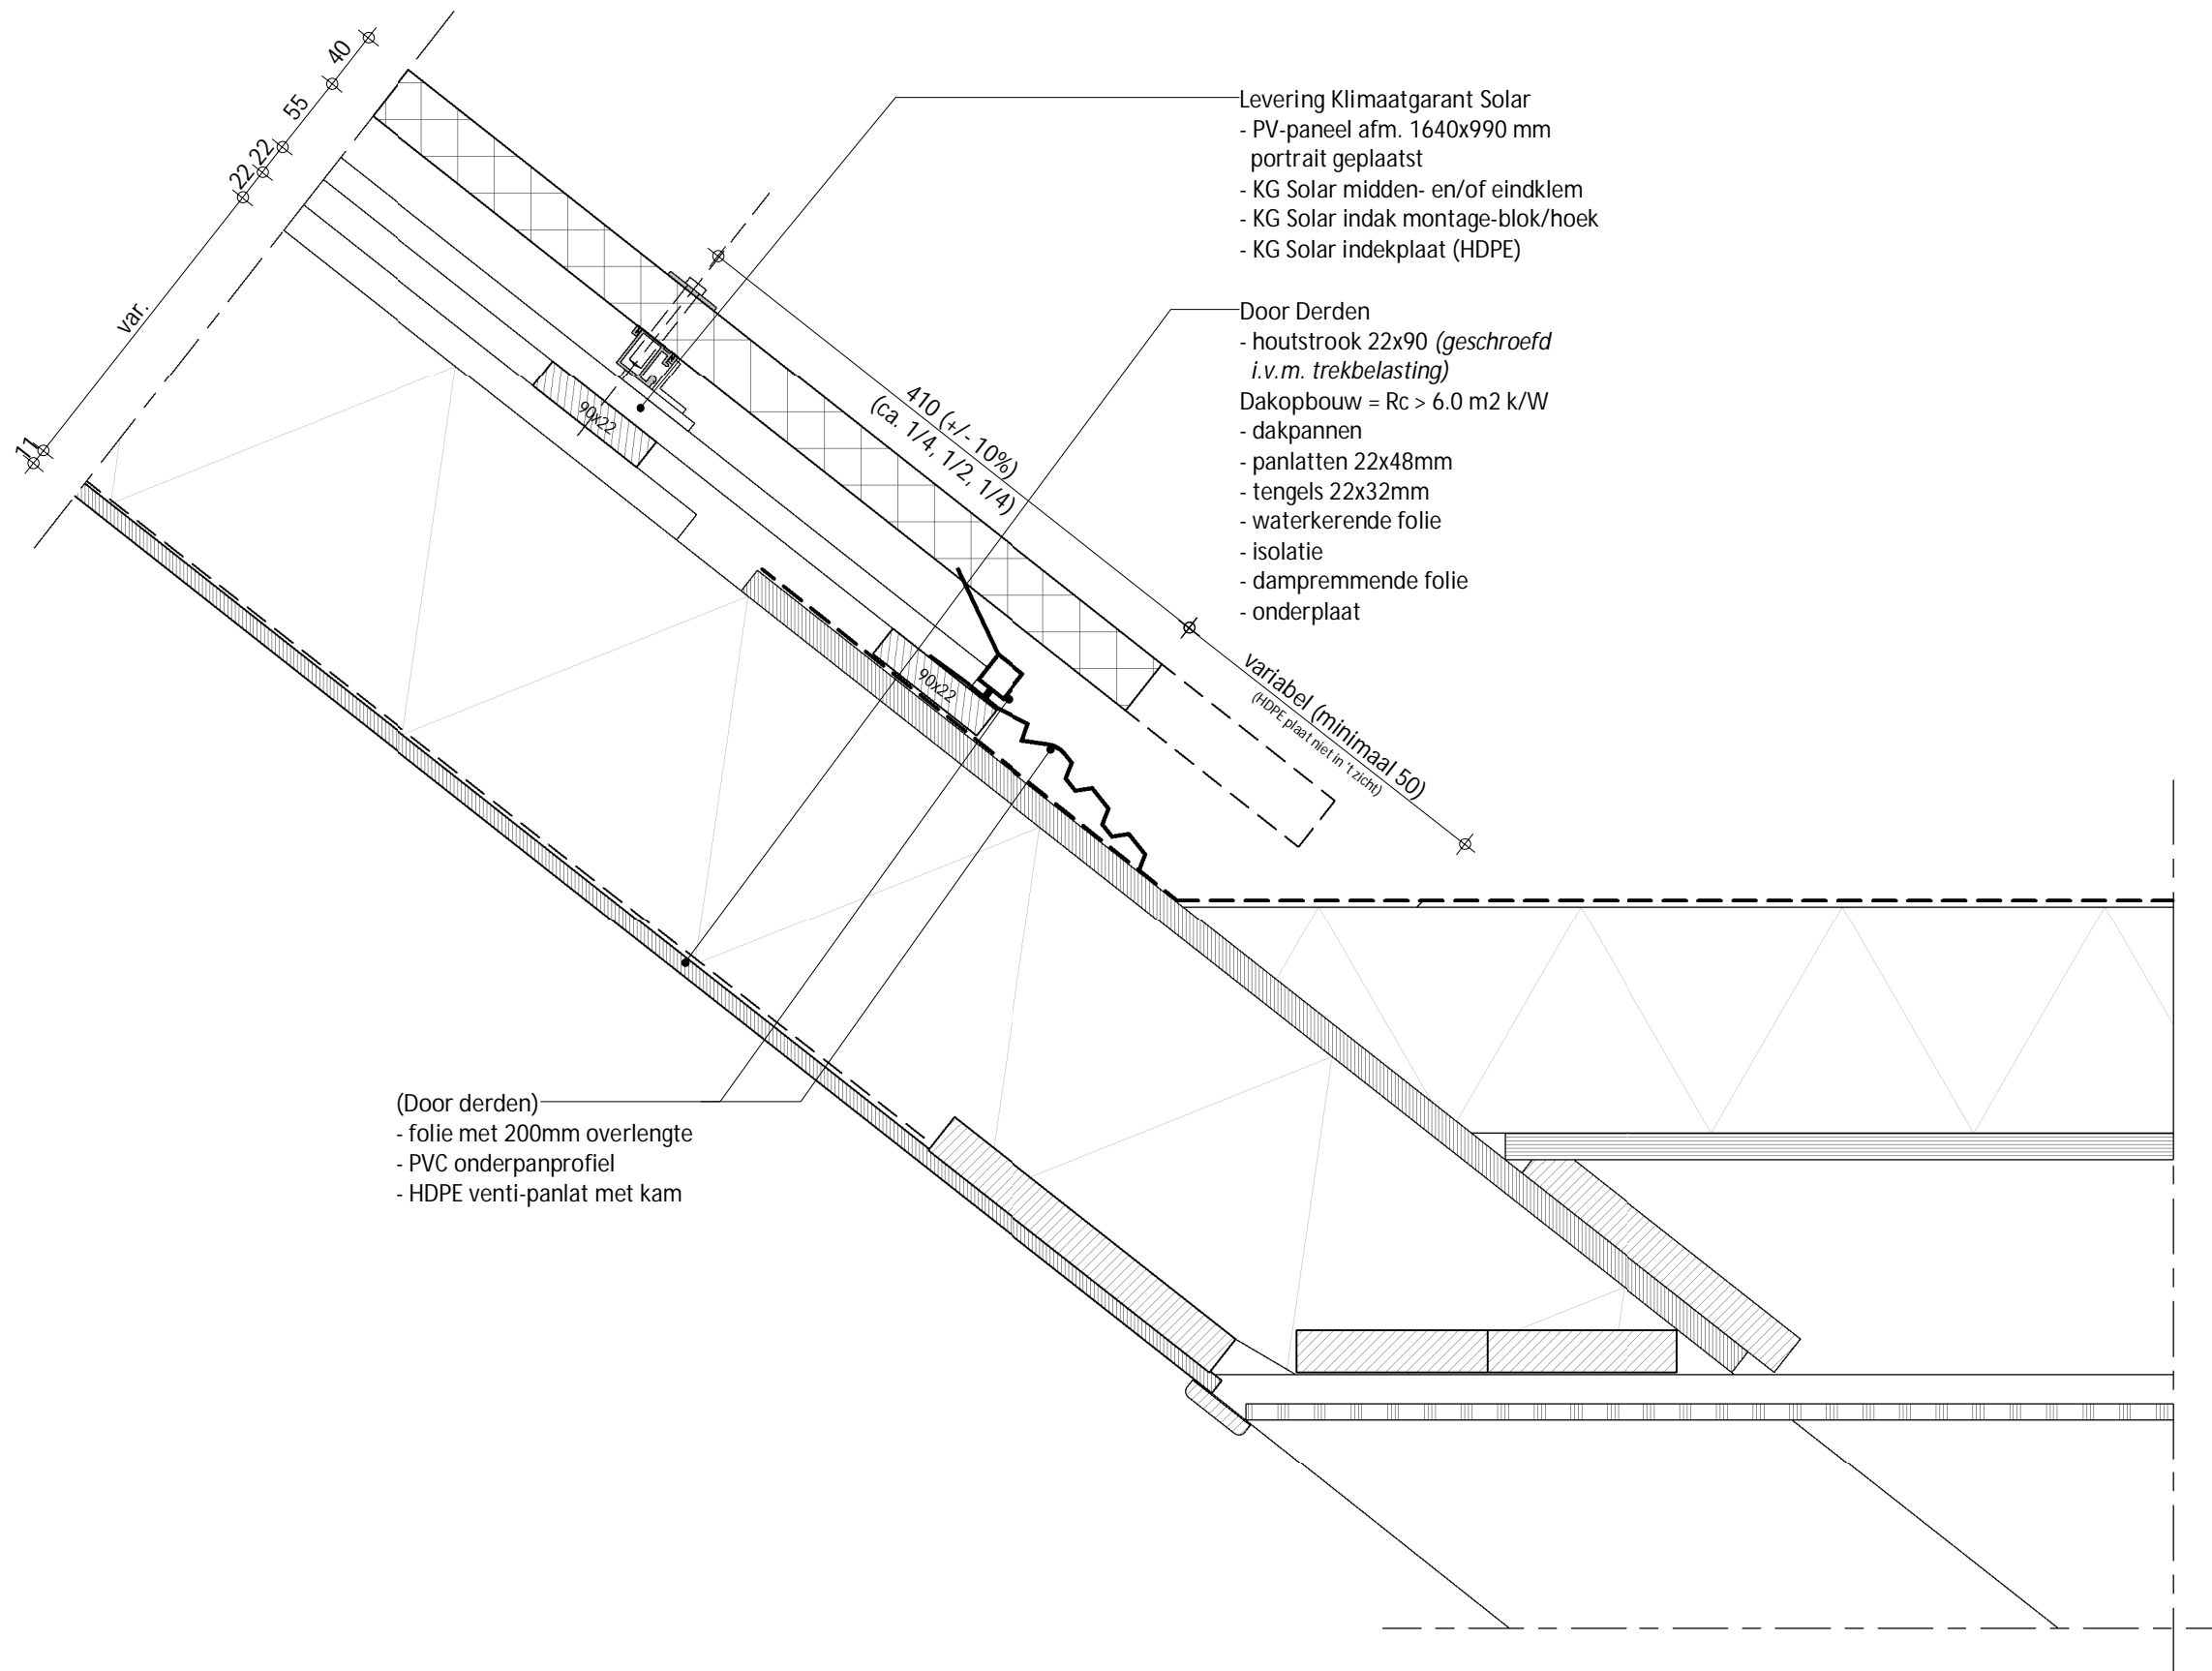 40
55
22
22
var.
11
Levering Klimaatgarant Solar
- PV-paneel afm. 1640x990 mm
portrait geplaatst
- KG Solar midden- en/of eindklem
- KG Solar indak montage-blok/hoek
- KG Solar indekplaat (HDPE)
Door Derden
- houtstrook 22x90 (geschroefd
i.v.m. trekbelasting)
Dakopbouw = Rc > 6.0 m2 k/W
- dakpannen
- panlatten 22x48mm
- tengels 22x32mm
- waterkerende folie
- isolatie
- dampremmende folie
- onderplaat
410 (+/- 10%)
(ca. 1/4, 1/2, 1/4)
90x22
90x22
variabel (minimaal 50)
(HDPE plaat niet in 't zicht)
(Door derden)
- folie met 200mm overlengte
- PVC onderpanprofiel
- HDPE venti-panlat met kam